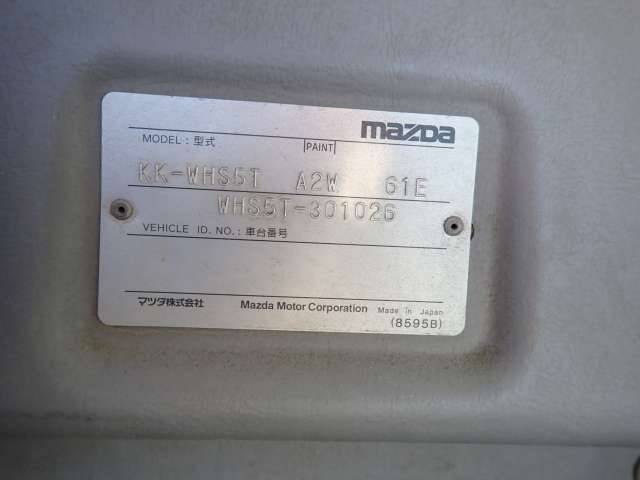 mazda
MODEL : 型式 PAINT
KK-WHS5T A2W 61E
WHS5T-301026
VEHICLE ID. NO. : 車台番号
マツダ株式会社 Mazda Motor Corporation Made in Japan
(8595B)